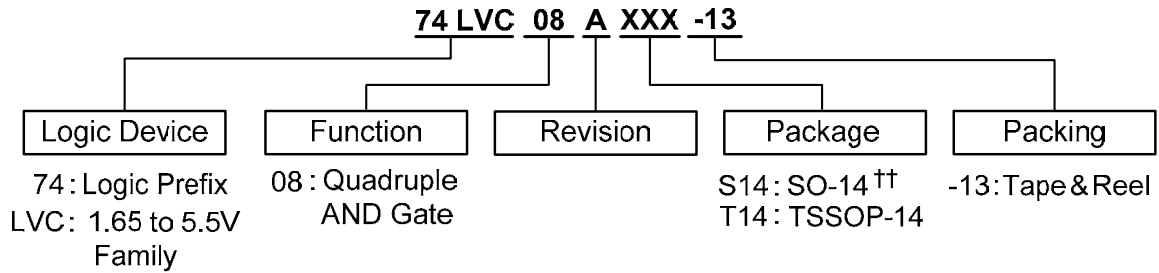 74 LVC 08 A XXX -13
Logic Device
Function
Revision
Package
Packing
74 : Logic Prefix
LVC : 1.65 to 5.5V
Family
08 : Quadruple
AND Gate
S14 : SO-14 ††
T14 : TSSOP-14
-13 : Tape & Reel